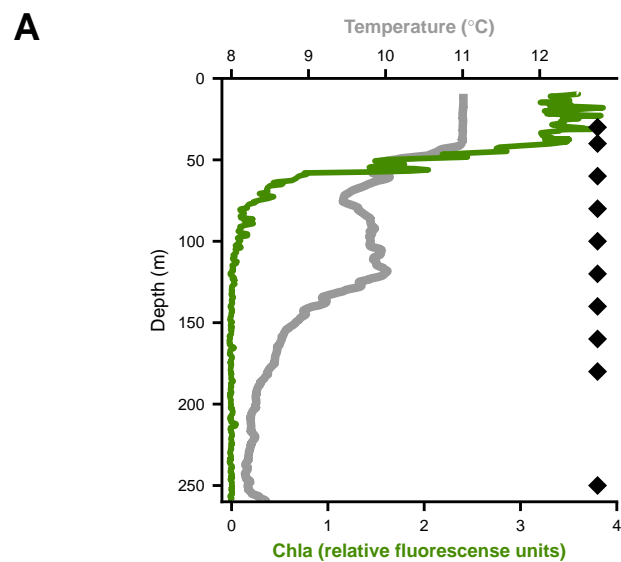 A
Temperature (°C)
8 9 10 11 12
0
50
100
150
200
250
Depth (m)
0 1 2 3 4
Chla (relative fluorescense units)